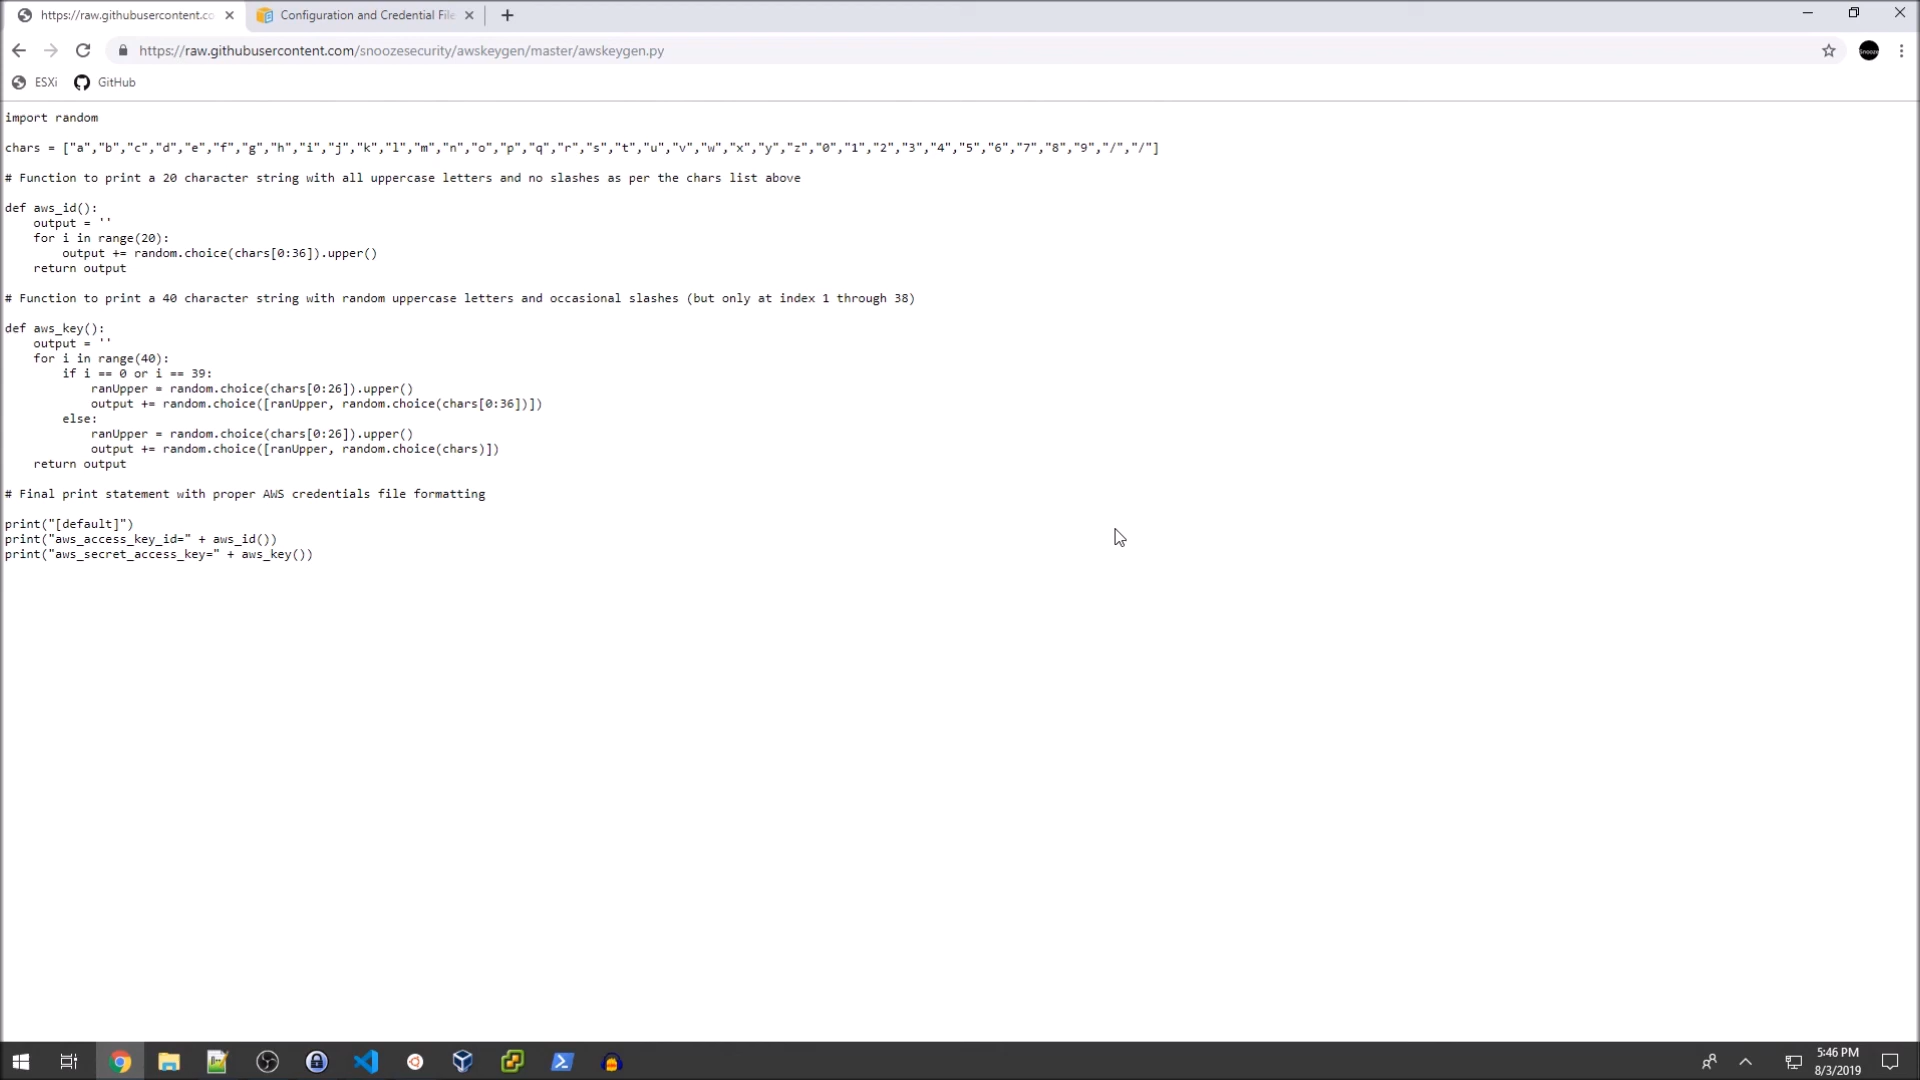 https://raw.githubusercontent.co
Configuration and Credential File
https://raw.githubusercontent.com/snoozesecurity/awskeygen/master/awskeygen.py
ESXi
GitHub
import random
chars = ["a","b","c","d","e","f","g","h","i","j","k","l","m","n","o","p","q","r","s","t","u","v","w","x","y","z","0","1","2","3","4","5","6","7","8","9","/","/"]
# Function to print a 20 character string with all uppercase letters and no slashes as per the chars list above
def aws_id():
    output = ''
    for i in range(20):
        output += random.choice(chars[0:36]).upper()
    return output
# Function to print a 40 character string with random uppercase letters and occasional slashes (but only at index 1 through 38)
def aws_key():
    output = ''
    for i in range(40):
        if i == 0 or i == 39:
            ranUpper = random.choice(chars[0:26]).upper()
            output += random.choice([ranUpper, random.choice(chars[0:36])])
        else:
            ranUpper = random.choice(chars[0:26]).upper()
            output += random.choice([ranUpper, random.choice(chars)])
    return output
# Final print statement with proper AWS credentials file formatting
print("[default]")
print("aws_access_key_id=" + aws_id())
print("aws_secret_access_key=" + aws_key())
5:46 PM
8/3/2019